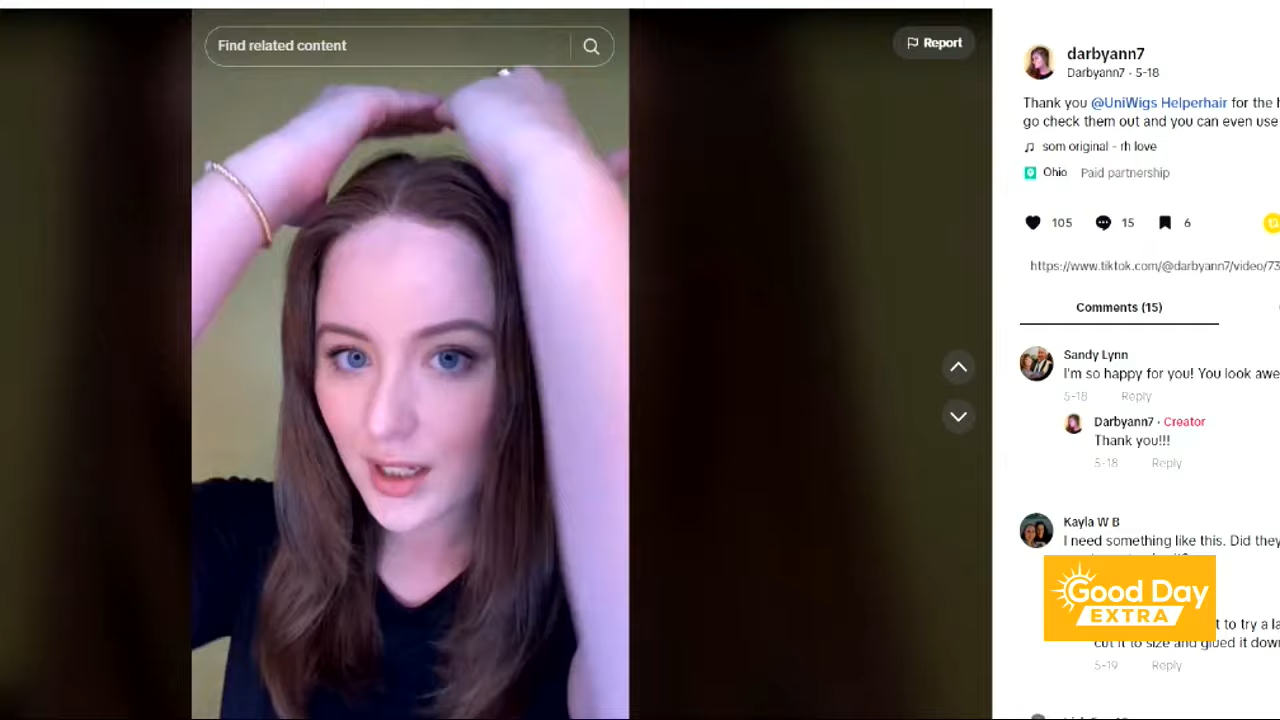 Find related content
Report
darbyann7
Darbyann7 · 5-18
Thank you @UniWigs Helperhair for the
go check them out and you can even use
som original - rh love
Ohio Paid partnership
105 15 6
https://www.tiktok.com/@darbyann7/video/73
Comments (15)
Sandy Lynn
I'm so happy for you! You look awe
5-18 Reply
Darbyann7 · Creator
Thank you!!!
5-18 Reply
Kayla W B
I need something like this. Did they
Good Day
EXTRA
t to try a la
cut it to size and glued it down
5-19 Reply